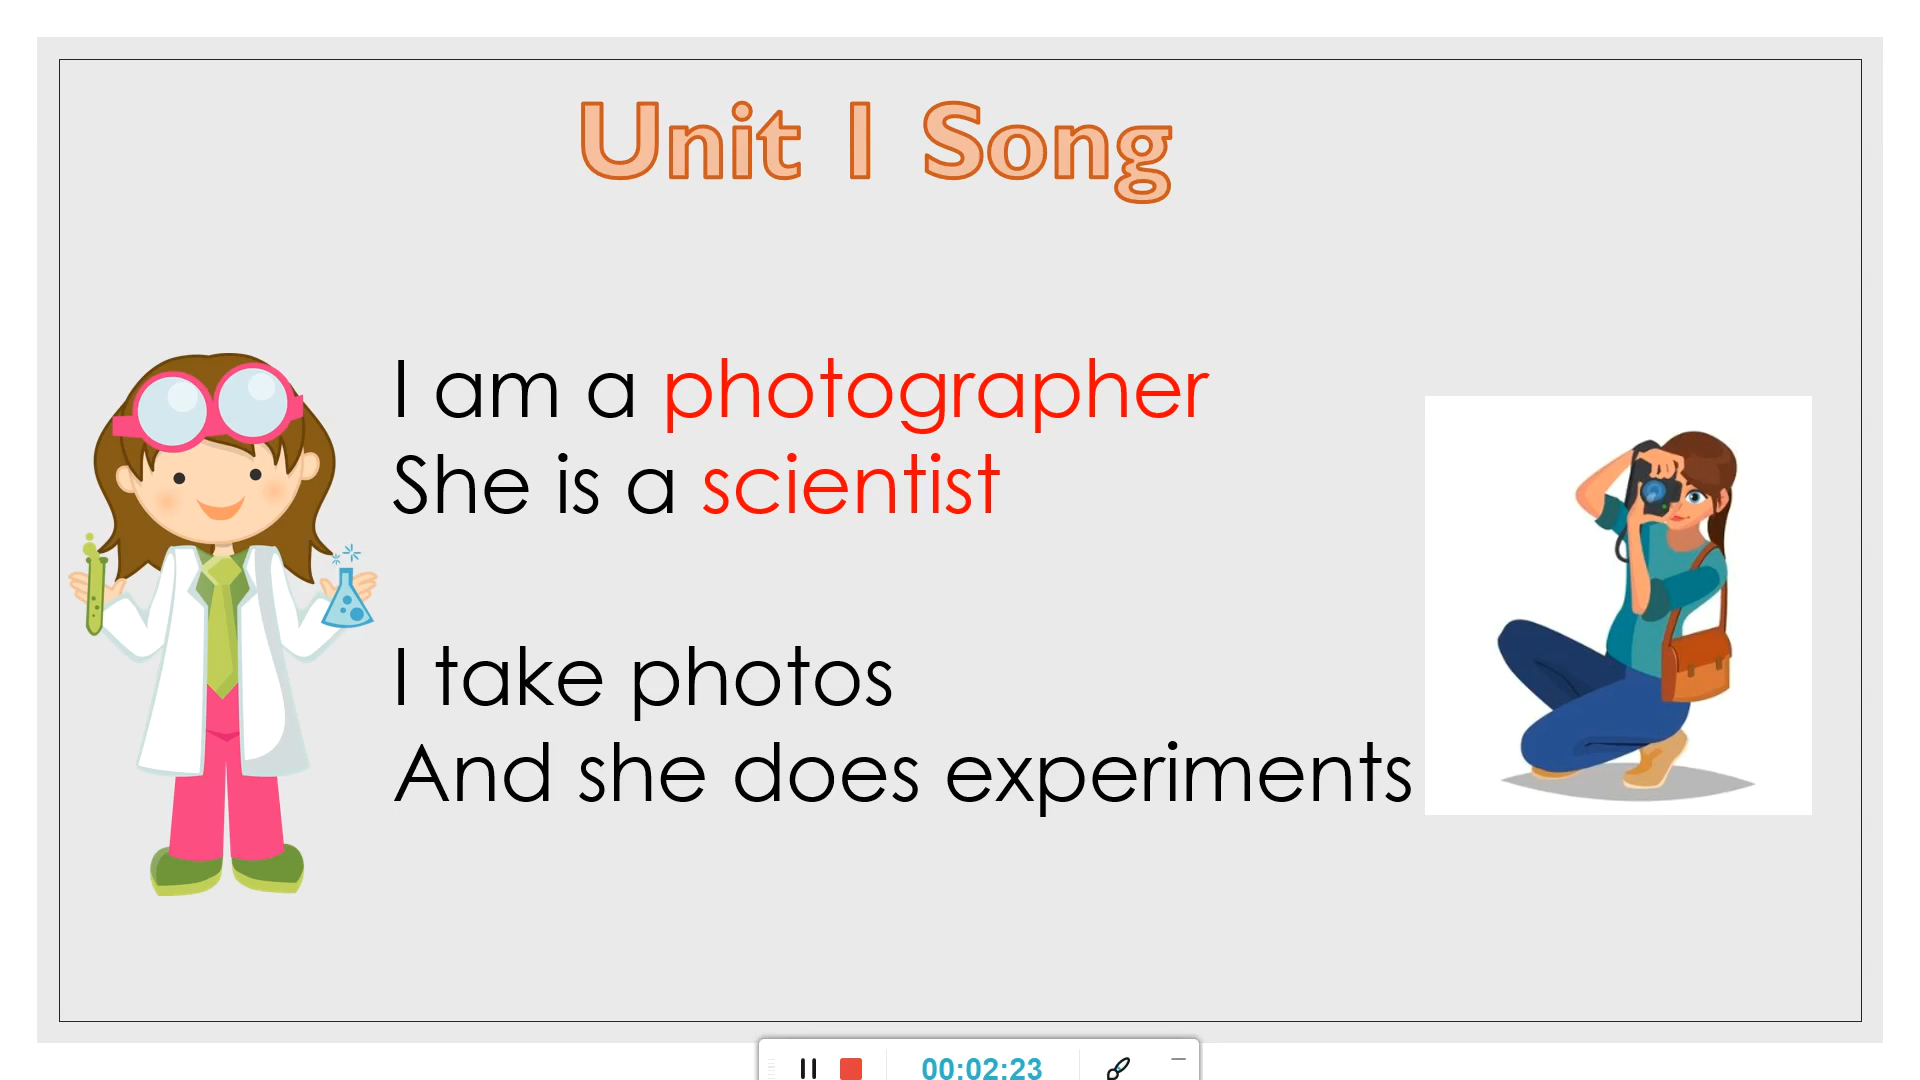 Unit 1 Song
I am a photographer
She is a scientist
I take photos
And she does experiments
00:02:23